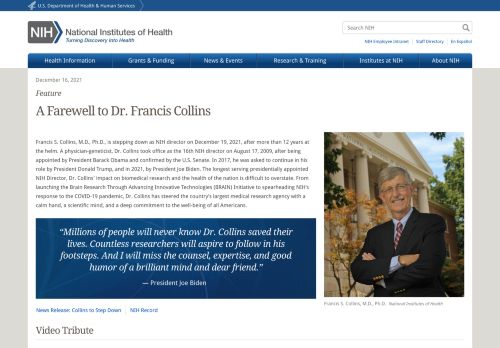 U.S. Department of Health & Human Services
NIH National Institutes of Health
Turning Discovery Into Health
Search NIH
NIH Employee Intranet | Staff Directory | En Español
Health Information Grants & Funding News & Events Research & Training Institutes at NIH About NIH
December 16, 2021
Feature
A Farewell to Dr. Francis Collins
Francis S. Collins, M.D., Ph.D., is stepping down as NIH director on December 19, 2021, after more than 12 years at
the helm. A physician-geneticist, Dr. Collins took office as the 16th NIH director on August 17, 2009, after being
appointed by President Barack Obama and confirmed by the U.S. Senate. In 2017, he was asked to continue in his
role by President Donald Trump, and in 2021, by President Joe Biden. The longest serving presidentially appointed
NIH Director, Dr. Collins' impact on biomedical research and the health of the nation is difficult to overstate. From
launching the Brain Research Through Advancing Innovative Technologies (BRAIN) Initiative to spearheading NIH's
response to the COVID-19 pandemic, Dr. Collins has steered the country's largest medical research agency with a
calm hand, a scientific mind, and a deep commitment to the well-being of all Americans.
“Millions of people will never know Dr. Collins saved their
lives. Countless researchers will aspire to follow in his
footsteps. And I will miss the counsel, expertise, and good
humor of a brilliant mind and dear friend.”
— President Joe Biden
Francis S. Collins, M.D., Ph.D. National Institutes of Health
News Release: Collins to Step Down | NIH Record
Video Tribute